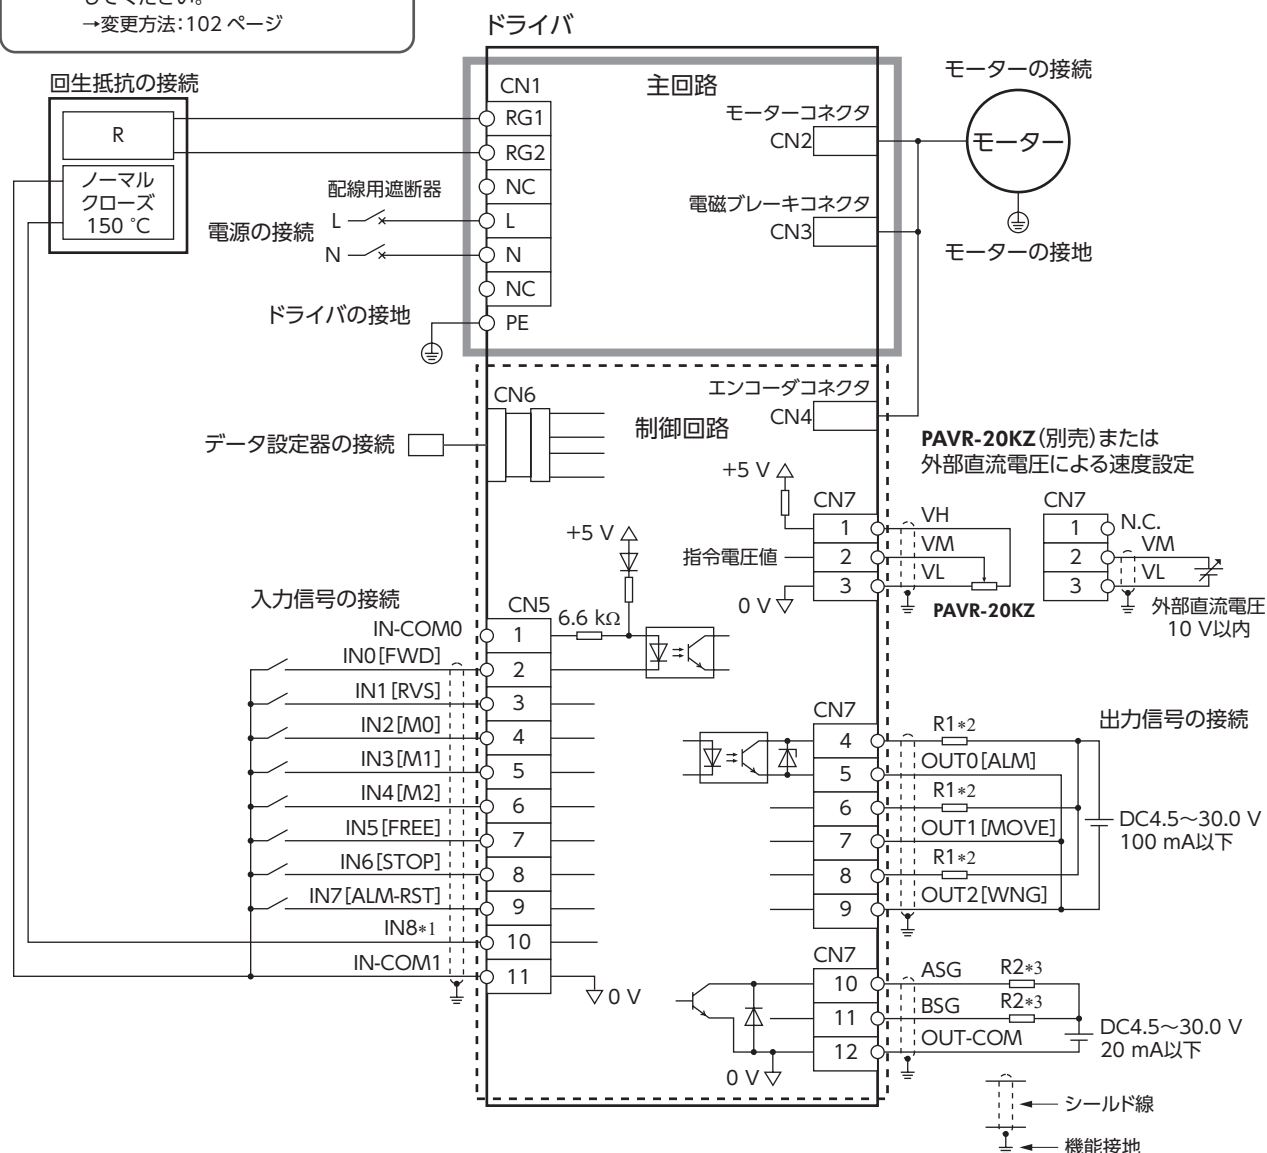 してください。
→変更方法：102 ページ
ドライバ
回生抵抗の接続
R
ノーマル
クローズ
150 ˚C
CN1
主回路
RG1
RG2
NC
L
N
NC
PE
配線用遮断器
電源の接続
L
N
ドライバの接地
モーターコネクタ
CN2
電磁ブレーキコネクタ
CN3
モーターの接続
モーター
モーターの接地
エンコーダコネクタ
CN4
CN6
制御回路
データ設定器の接続
PAVR-20KZ（別売）または
外部直流電圧による速度設定
+5 V
CN7
1
2
3
指令電圧値
0 V
VH
VM
VL
PAVR-20KZ
CN7
1
2
3
N.C.
VM
VL
外部直流電圧
10 V以内
+5 V
入力信号の接続
CN5
6.6 kΩ
IN-COM0
1
IN0[FWD]
2
IN1[RVS]
3
IN2[M0]
4
IN3[M1]
5
IN4[M2]
6
IN5[FREE]
7
IN6[STOP]
8
IN7[ALM-RST]
9
IN8*1
10
IN-COM1
11
0 V
CN7
出力信号の接続
4
R1*2
5
OUT0[ALM]
6
R1*2
7
OUT1[MOVE]
8
R1*2
9
OUT2[WNG]
DC4.5～30.0 V
100 mA以下
CN7
10
ASG
R2*3
11
BSG
R2*3
12
OUT-COM
DC4.5～30.0 V
20 mA以下
0 V
シールド線
機能接地